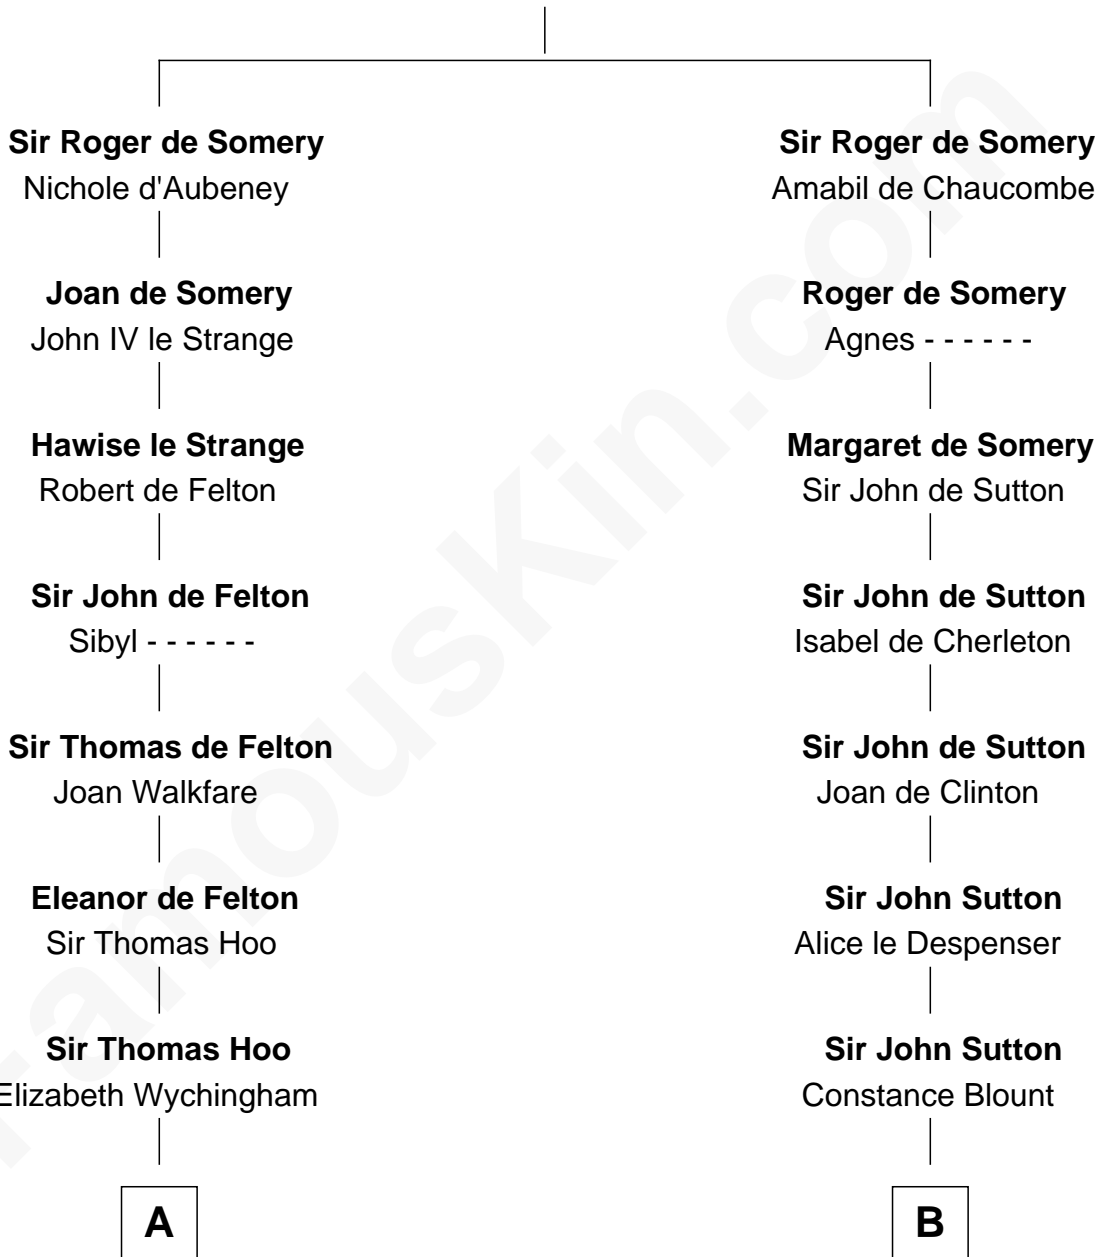 Sir Roger de Somery
Nichole d'Aubeney
Sir Roger de Somery
Amabil de Chaucombe
Joan de Somery
John IV le Strange
Roger de Somery
Agnes - - - - - -
Hawise le Strange
Robert de Felton
Margaret de Somery
Sir John de Sutton
Sir John de Felton
Sibyl - - - - - -
Sir John de Sutton
Isabel de Cherleton
Sir Thomas de Felton
Joan Walkfare
Sir John de Sutton
Joan de Clinton
Eleanor de Felton
Sir Thomas Hoo
Sir John Sutton
Alice le Despenser
Sir Thomas Hoo
Elizabeth Wychingham
Sir John Sutton
Constance Blount
A
B
FamousKin.com